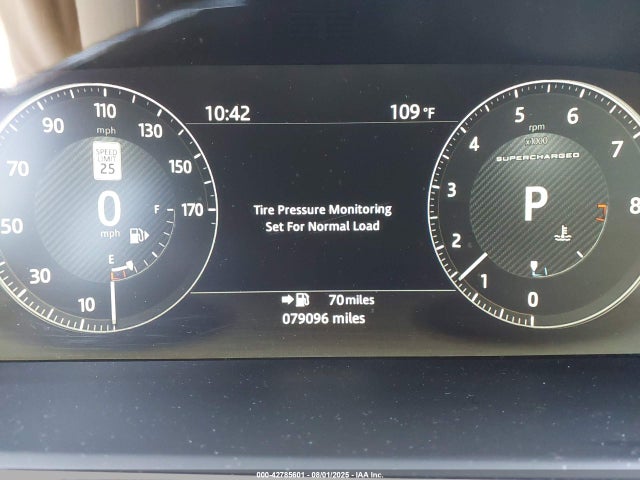 10:42
109 °F
110
90
mph
130
70
SPEED
LIMIT
25
150
50
0
mph
F
170
E
30
10
Tire Pressure Monitoring
Set For Normal Load
70 miles
079096 miles
5
6
rpm
x1000
4
7
SUPERCHARGED
3
P
8
2
1
0
000-42785601 - 08/01/2025 - IAA Inc.